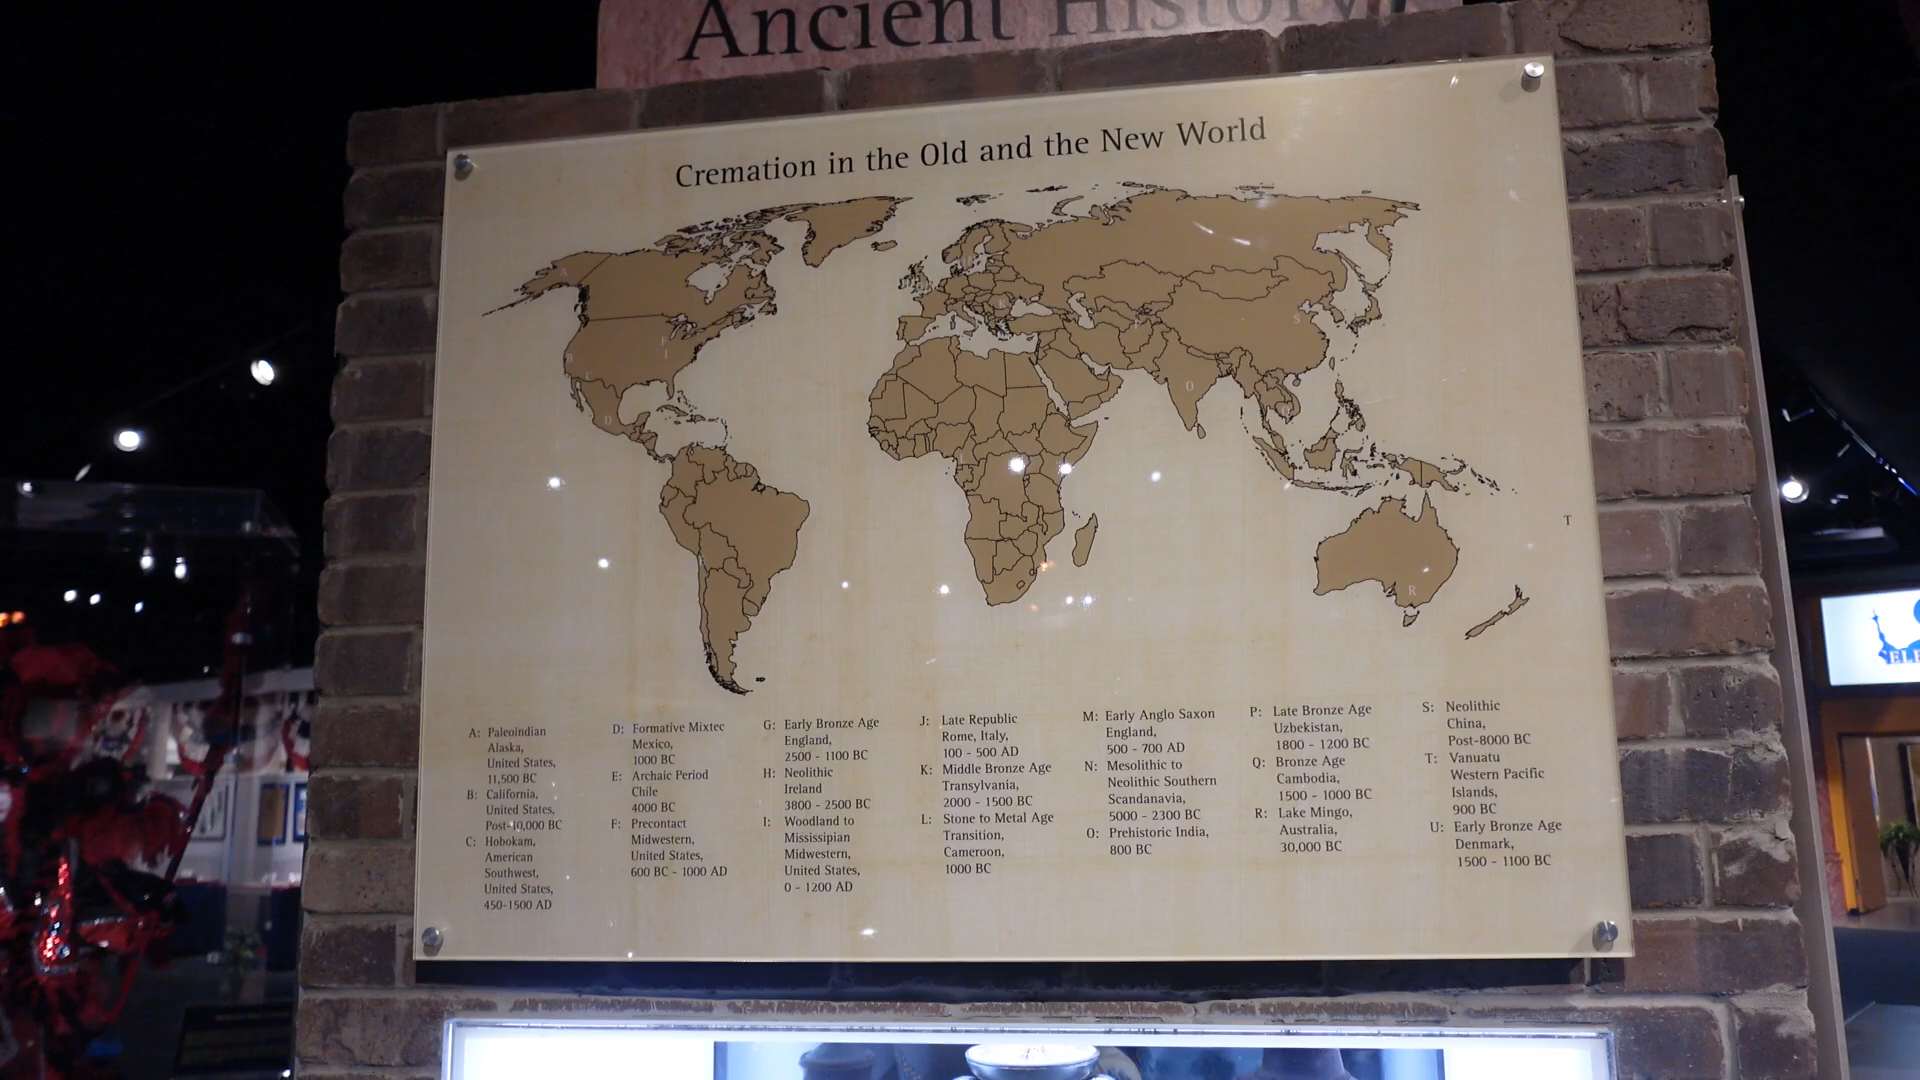 Ancient History
Cremation in the Old and the New World
A
B
C
D
F
I
K
L
O
P
Q
S
R
T
A: Paleoindian
Alaska,
United States,
11,500 BC
B: California,
United States,
Post-10,000 BC
C: Hobokam,
American
Southwest,
United States,
450-1500 AD
D: Formative Mixtec
Mexico,
1000 BC
E: Archaic Period
Chile
4000 BC
F: Precontact
Midwestern,
United States,
600 BC - 1000 AD
G: Early Bronze Age
England,
2500 - 1100 BC
H: Neolithic
Ireland
3800 - 2500 BC
I: Woodland to
Missisipian
Midwestern,
United States,
0 - 1200 AD
J: Late Republic
Rome, Italy,
100 - 500 AD
K: Middle Bronze Age
Transylvania,
2000 - 1500 BC
L: Stone to Metal Age
Transition,
Cameroon,
1000 BC
M: Early Anglo Saxon
England,
500 - 700 AD
N: Mesolithic to
Neolithic Southern
Scandanavia,
5000 - 2300 BC
O: Prehistoric India,
800 BC
P: Late Bronze Age
Uzbekistan,
1800 - 1200 BC
Q: Bronze Age
Cambodia,
1500 - 1000 BC
R: Lake Mingo,
Australia,
30,000 BC
S: Neolithic
China,
Post-8000 BC
T: Vanuatu
Western Pacific
Islands,
900 BC
U: Early Bronze Age
Denmark,
1500 - 1100 BC